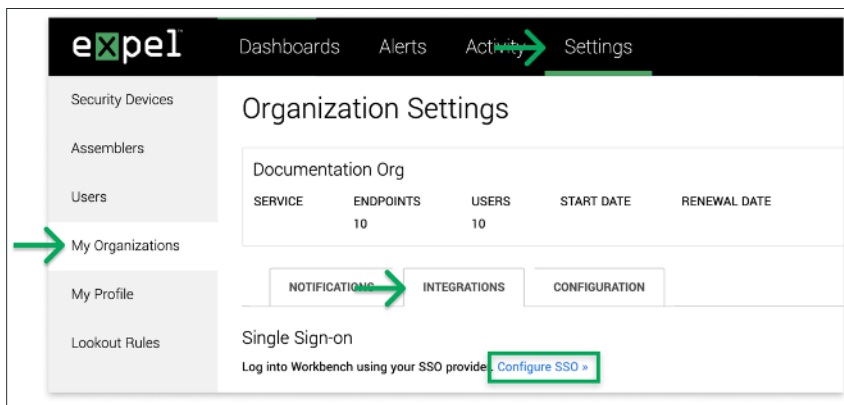 expel
Dashboards Alerts Activity Settings
Security Devices
Assemblers
Users
My Organizations
My Profile
Lookout Rules
Organization Settings
Documentation Org
SERVICE ENDPOINTS USERS START DATE RENEWAL DATE
10 10
NOTIFICATIONS INTEGRATIONS CONFIGURATION
Single Sign-on
Log into Workbench using your SSO provider. Configure SSO »